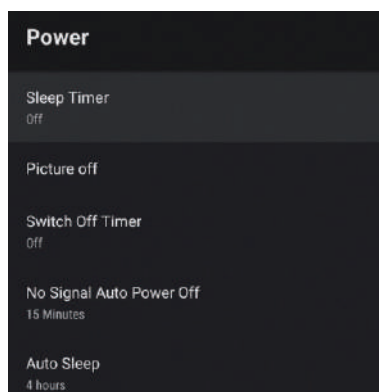 Power
Sleep Timer
Off
Picture off
Switch Off Timer
Off
No Signal Auto Power Off
15 Minutes
Auto Sleep
4 hours